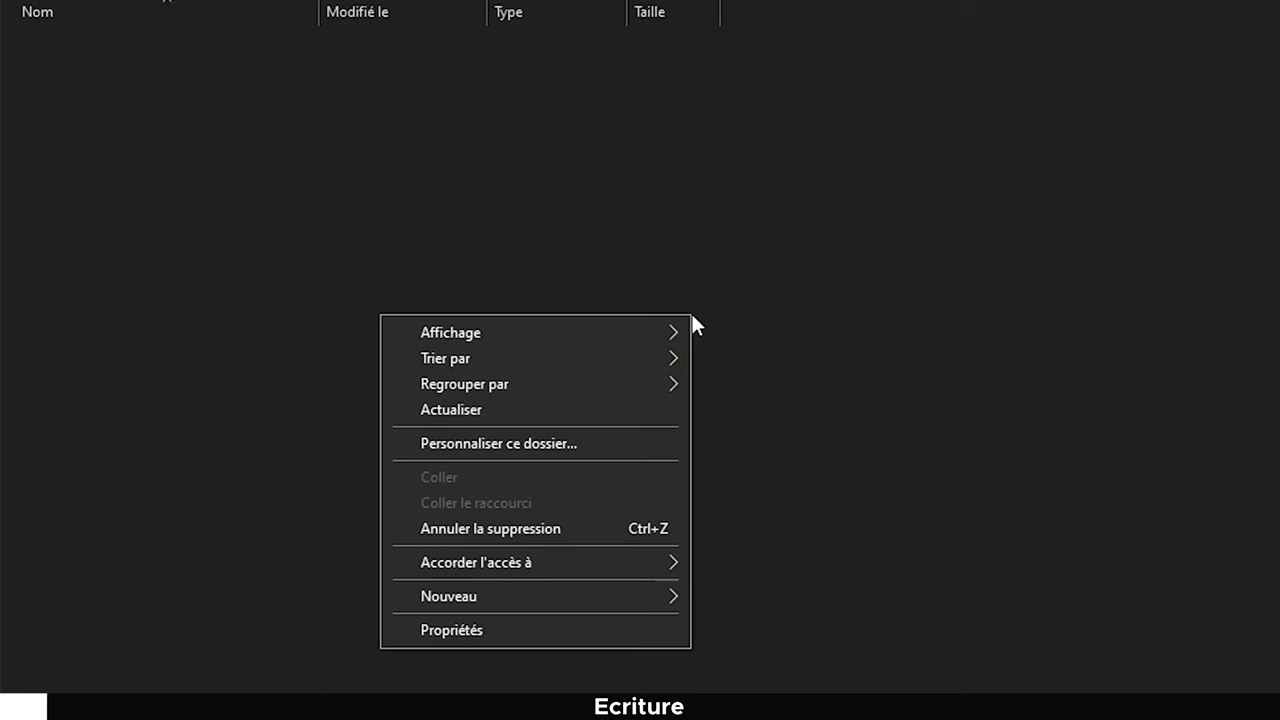 Nom
Modifié le
Type
Taille
Affichage
Trier par
Regrouper par
Actualiser
Personnaliser ce dossier...
Coller
Coller le raccourci
Annuler la suppression Ctrl+Z
Accorder l'accès à
Nouveau
Propriétés
Ecriture